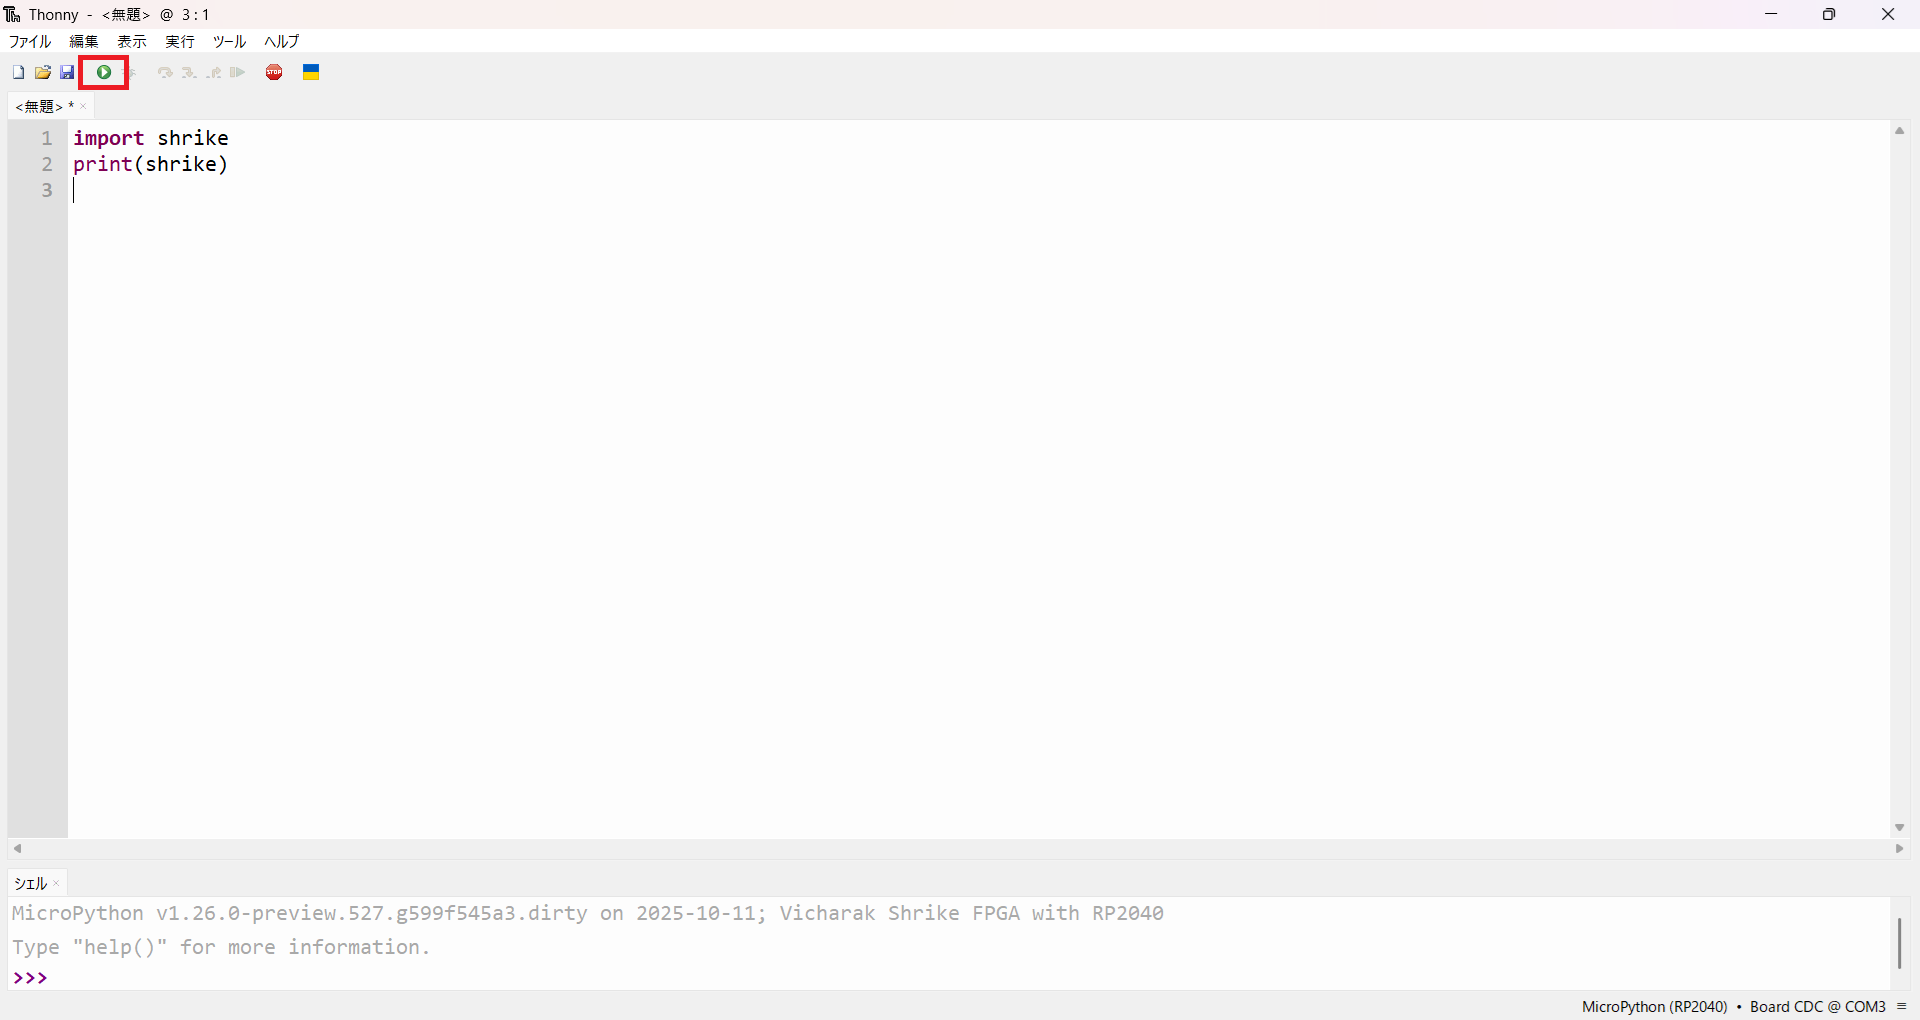 Thonny - <無題> @ 3:1
ファイル 編集 表示 実行 ツール ヘルプ
STOP
<無題> * ×
1 import shrike
2 print(shrike)
3
シェル ×
MicroPython v1.26.0-preview.527.g599f545a3.dirty on 2025-10-11; Vicharak Shrike FPGA with RP2040
Type "help()" for more information.
>>>
MicroPython (RP2040) • Board CDC @ COM3 ≡